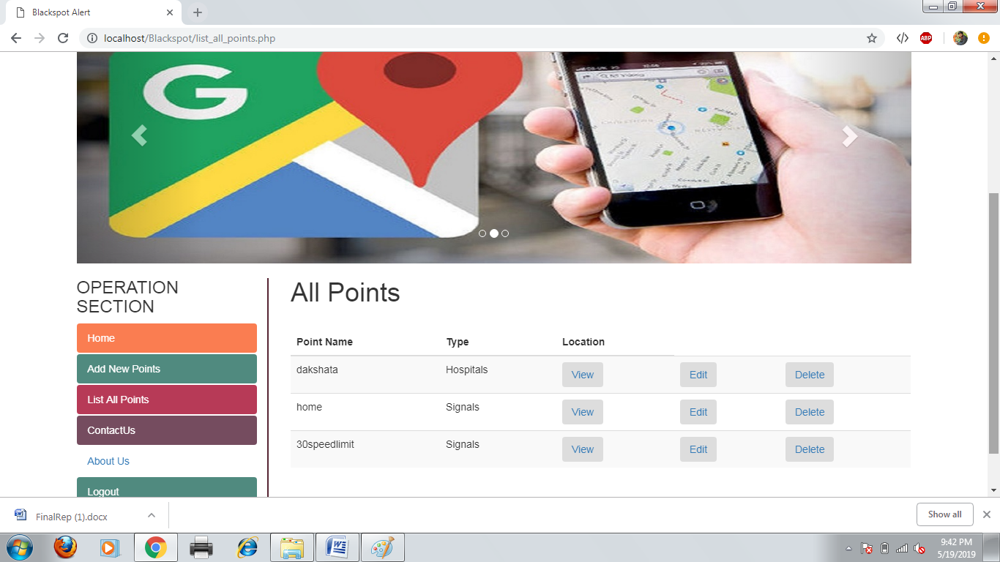 Blackspot Alert
localhost/Blackspot/list_all_points.php
ABP
G
OPERATION
SECTION
Home
Add New Points
List All Points
ContactUs
About Us
Logout
All Points
Point Name Type Location
dakshata Hospitals View Edit Delete
home Signals View Edit Delete
30speedlimit Signals View Edit Delete
FinalRep (1).docx
Show all
9:42 PM
5/19/2019